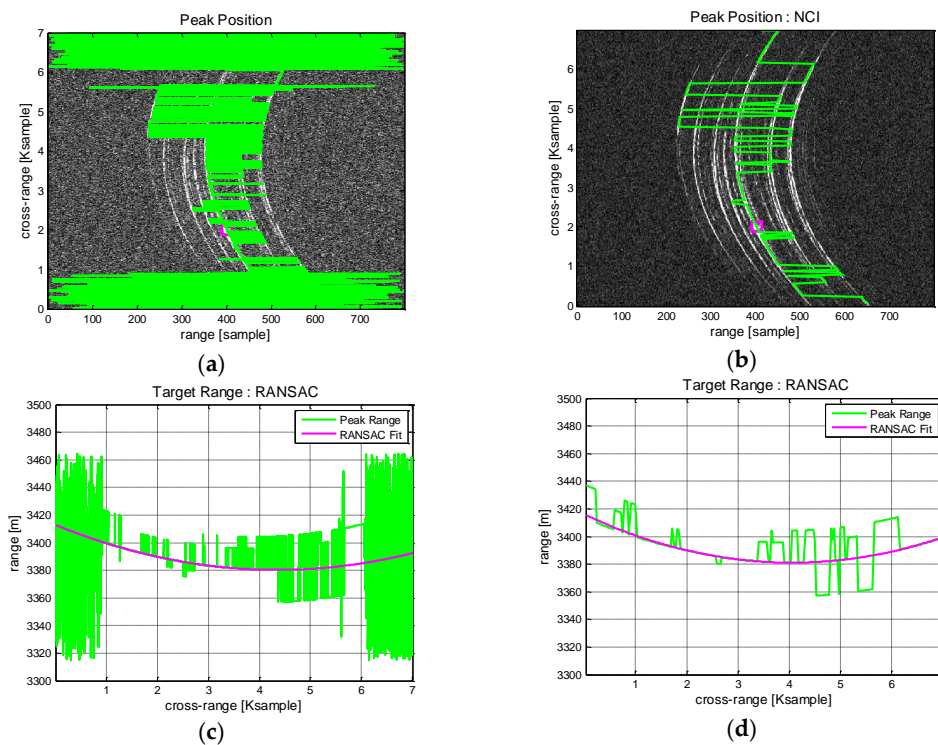 Peak Position
7
6
5
4
3
2
1
0
cross-range [Ksample]
0 100 200 300 400 500 600 700
range [sample]
(a)
Peak Position : NCI
6
5
4
3
2
1
0
cross-range [Ksample]
0 100 200 300 400 500 600 700
range [sample]
(b)
Target Range : RANSAC
3500
3480
3460
3440
3420
3400
3380
3360
3340
3320
3300
range [m]
Peak Range
RANSAC Fit
1 2 3 4 5 6 7
cross-range [Ksample]
(c)
Target Range : RANSAC
3500
3480
3460
3440
3420
3400
3380
3360
3340
3320
3300
range [m]
Peak Range
RANSAC Fit
1 2 3 4 5 6
cross-range [Ksample]
(d)